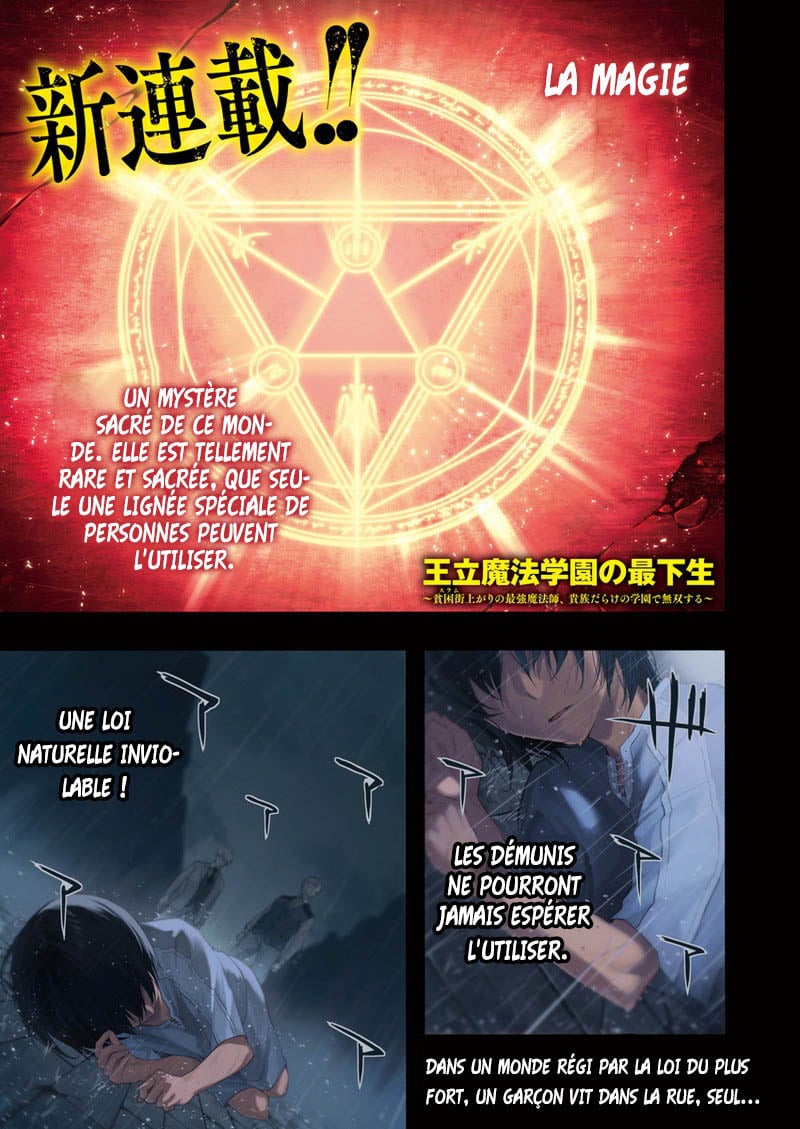 新連載!!
LA MAGIE
UN MYSTÈRE
SACRÉ DE CE MON-
DE. ELLE EST TELLEMENT
RARE ET SACRÉE, QUE SEU-
LE UNE LIGNÉE SPÉCIALE DE
PERSONNES PEUVENT
L'UTILISER.
王立魔法学園の最下生
スラム
~貧困街上がりの最強魔法師、貴族だらけの学園で無双する~
UNE LOI
NATURELLE INVIO-
LABLE !
LES DÉMUNIS
NE POURRONT
JAMAIS ESPÉRER
L'UTILISER.
DANS UN MONDE RÉGI PAR LA LOI DU PLUS
FORT, UN GARÇON VIT DANS LA RUE, SEUL...